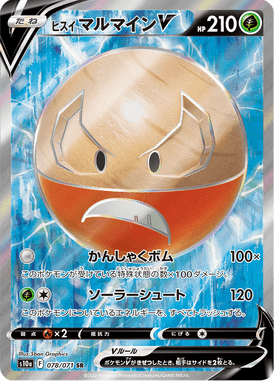 たね ヒスイ マルマインV HP 210
かんしゃくボム 100×
このポケモンが受けている特殊状態の数×100ダメージ。
ソーラーシュート
このポケモンについているエネルギーを、すべてトラッシュする。
弱点 ×2 抵抗力 にげる
Illus. 5ban Graphics
s10a F 078/071 SR
Vルール
ポケモンVがきぜつしたとき、相手はサイドを2枚とる。